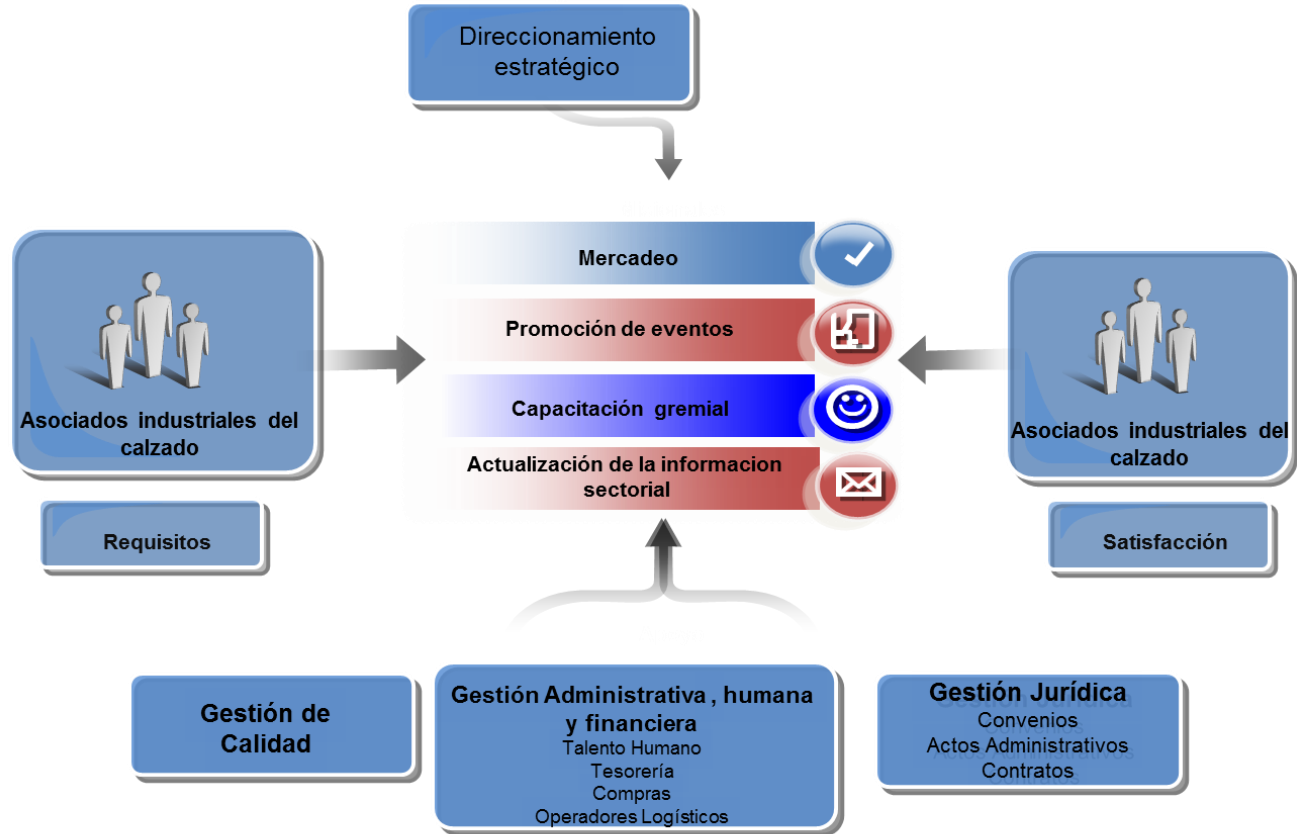 Direccionamiento
estratégico
Mercadeo
Promoción de eventos
Capacitación gremial
Actualización de la informacion
sectorial
Asociados industriales del
calzado
Requisitos
Asociados industriales del
calzado
Satisfacción
Gestión de
Calidad
Gestión Administrativa , humana
y financiera
Talento Humano
Tesorería
Compras
Operadores Logísticos
Gestión Jurídica
Convenios
Actos Administrativos
Contratos